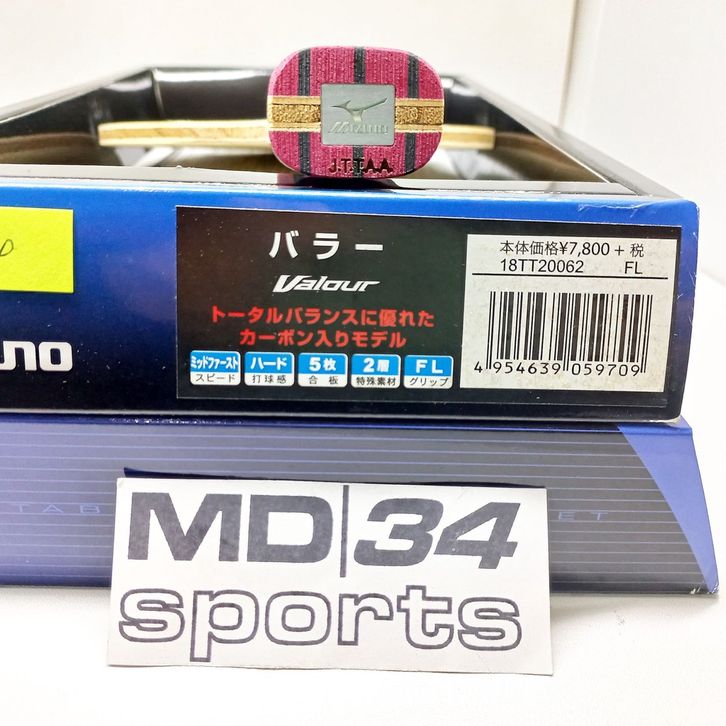 Mizuno
J.T.T.A.A
バラー
Valour
トータルバランスに優れた
カーボン入りモデル
ミッドファースト ハード 5枚 2層 FL
スピード 打球感 合板 特殊素材 グリップ
本体価格¥7,800 + 税
18TT20062 FL
4 954639 059709
uno
TAB
ET
MD|34
sports